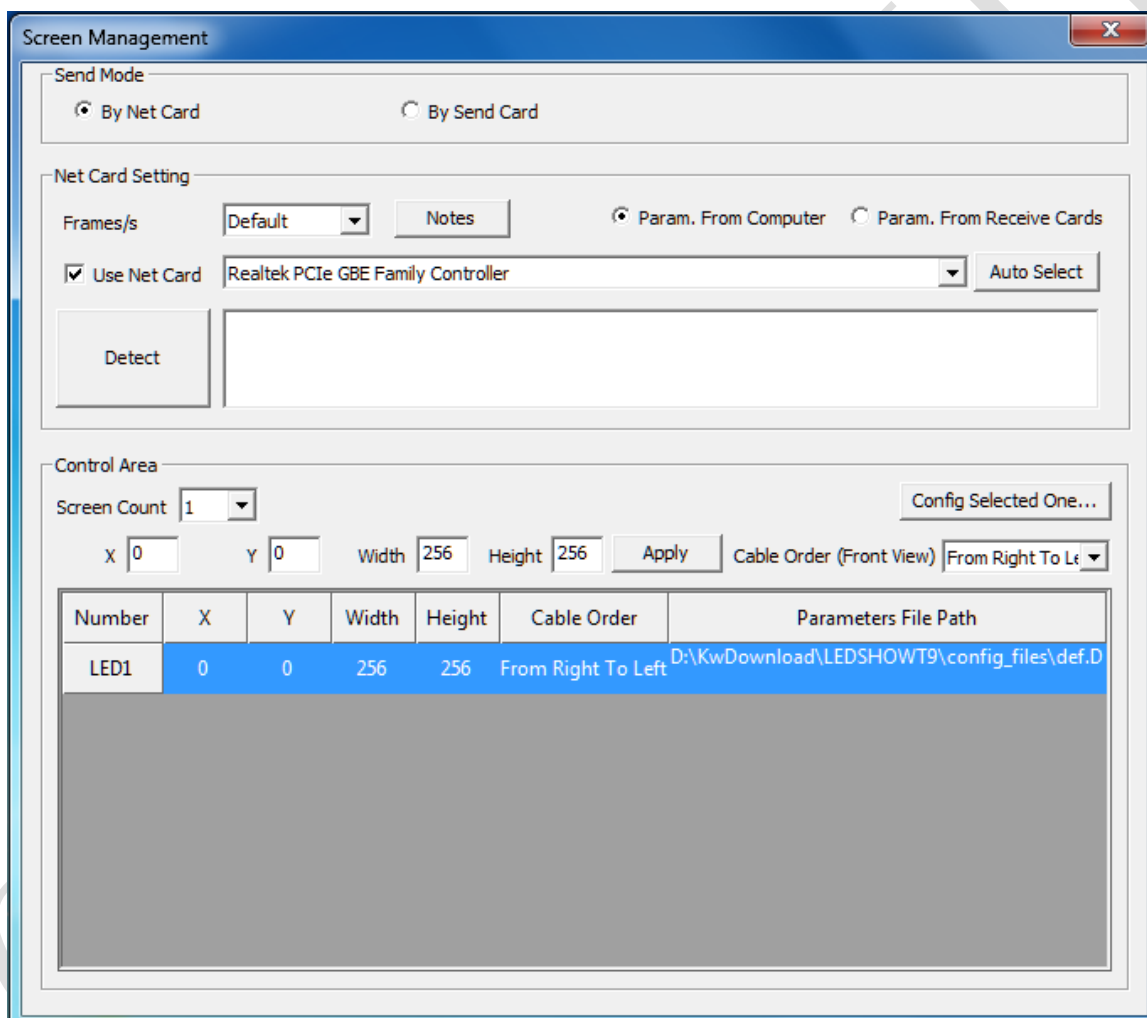 Screen Management
Send Mode
By Net Card By Send Card
Net Card Setting
Frames/s Default Notes Param. From Computer Param. From Receive Cards
Use Net Card Realtek PCIe GBE Family Controller Auto Select
Detect
Control Area
Screen Count 1 Config Selected One...
X 0 Y 0 Width 256 Height 256 Apply Cable Order (Front View) From Right To Le
Number X Y Width Height Cable Order Parameters File Path
LED1 0 0 256 256 From Right To Left D:\KwDownload\LEDSHOWT9\config_files\def.D